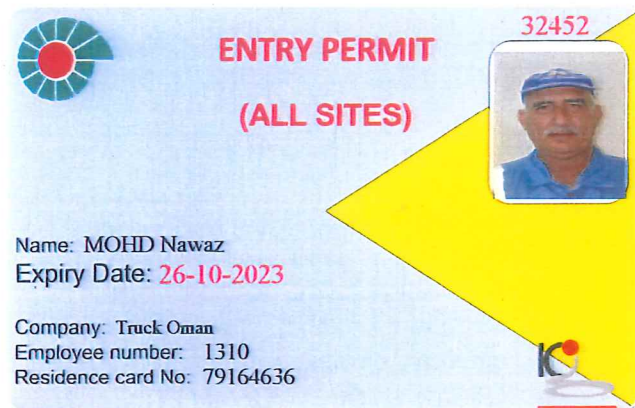 32452
ENTRY PERMIT
(ALL SITES)
Name: MOHD Nawaz
Expiry Date: 26-10-2023
Company: Truck Oman
Employee number: 1310
Residence card No: 79164636